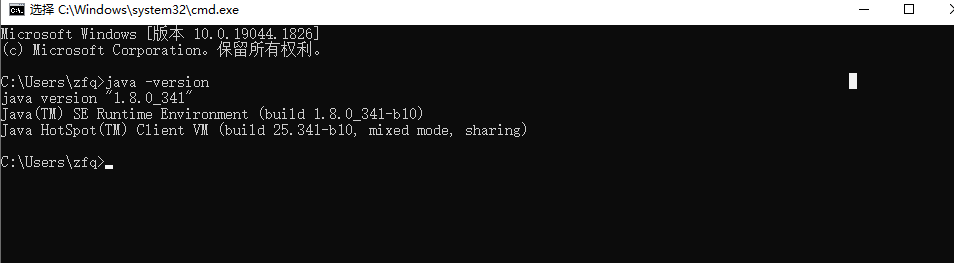 选择 C:\Windows\system32\cmd.exe
Microsoft Windows [版本 10.0.19044.1826]
(c) Microsoft Corporation。保留所有权利。
C:\Users\zfq>java -version
java version "1.8.0_341"
Java(TM) SE Runtime Environment (build 1.8.0_341-b10)
Java HotSpot(TM) Client VM (build 25.341-b10, mixed mode, sharing)
C:\Users\zfq>